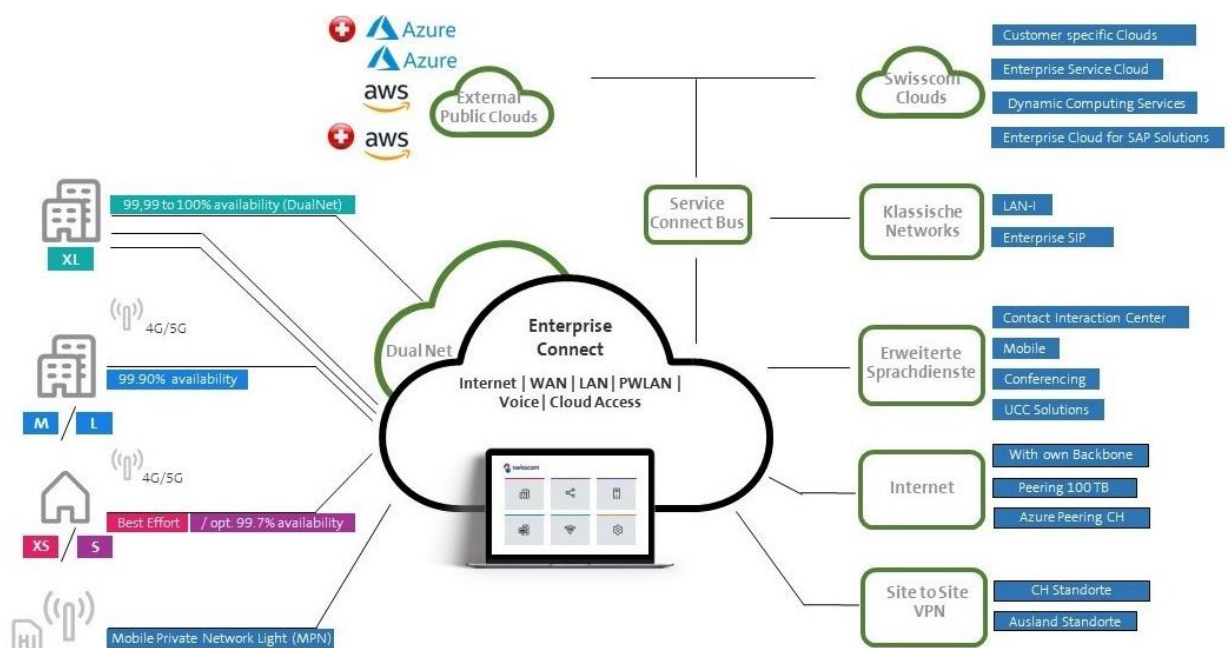 Azure
Azure
aws
aws
External
Public Clouds
Swisscom
Clouds
Customer specific Clouds
Enterprise Service Cloud
Dynamic Computing Services
Enterprise Cloud for SAP Solutions
99,99 to 100% availability (DualNet)
XL
Service
Connect Bus
Klassische
Networks
LAN-I
Enterprise SIP
4G/5G
99.90% availability
M / L
Dual Net
Enterprise
Connect
Internet | WAN | LAN | PWLAN |
Voice | Cloud Access
swisscom
Erweiterte
Sprachdienste
Contact Interaction Center
Mobile
Conferencing
UCC Solutions
4G/5G
Best Effort / opt. 99.7% availability
XS / S
Internet
With own Backbone
Peering 100 TB
Azure Peering CH
Mobile Private Network Light (MPN)
Site to Site
VPN
CH Standorte
Ausland Standorte